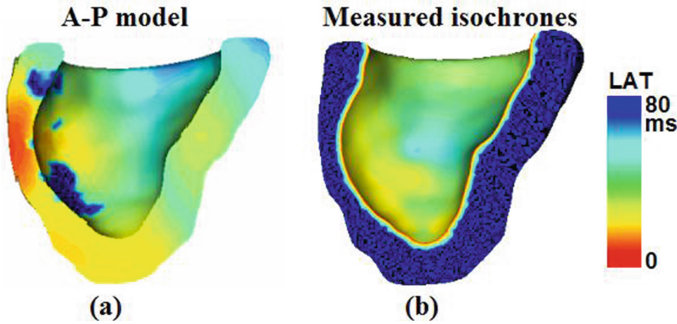 A-P model
Measured isochrones
LAT
80
ms
0
(a)
(b)